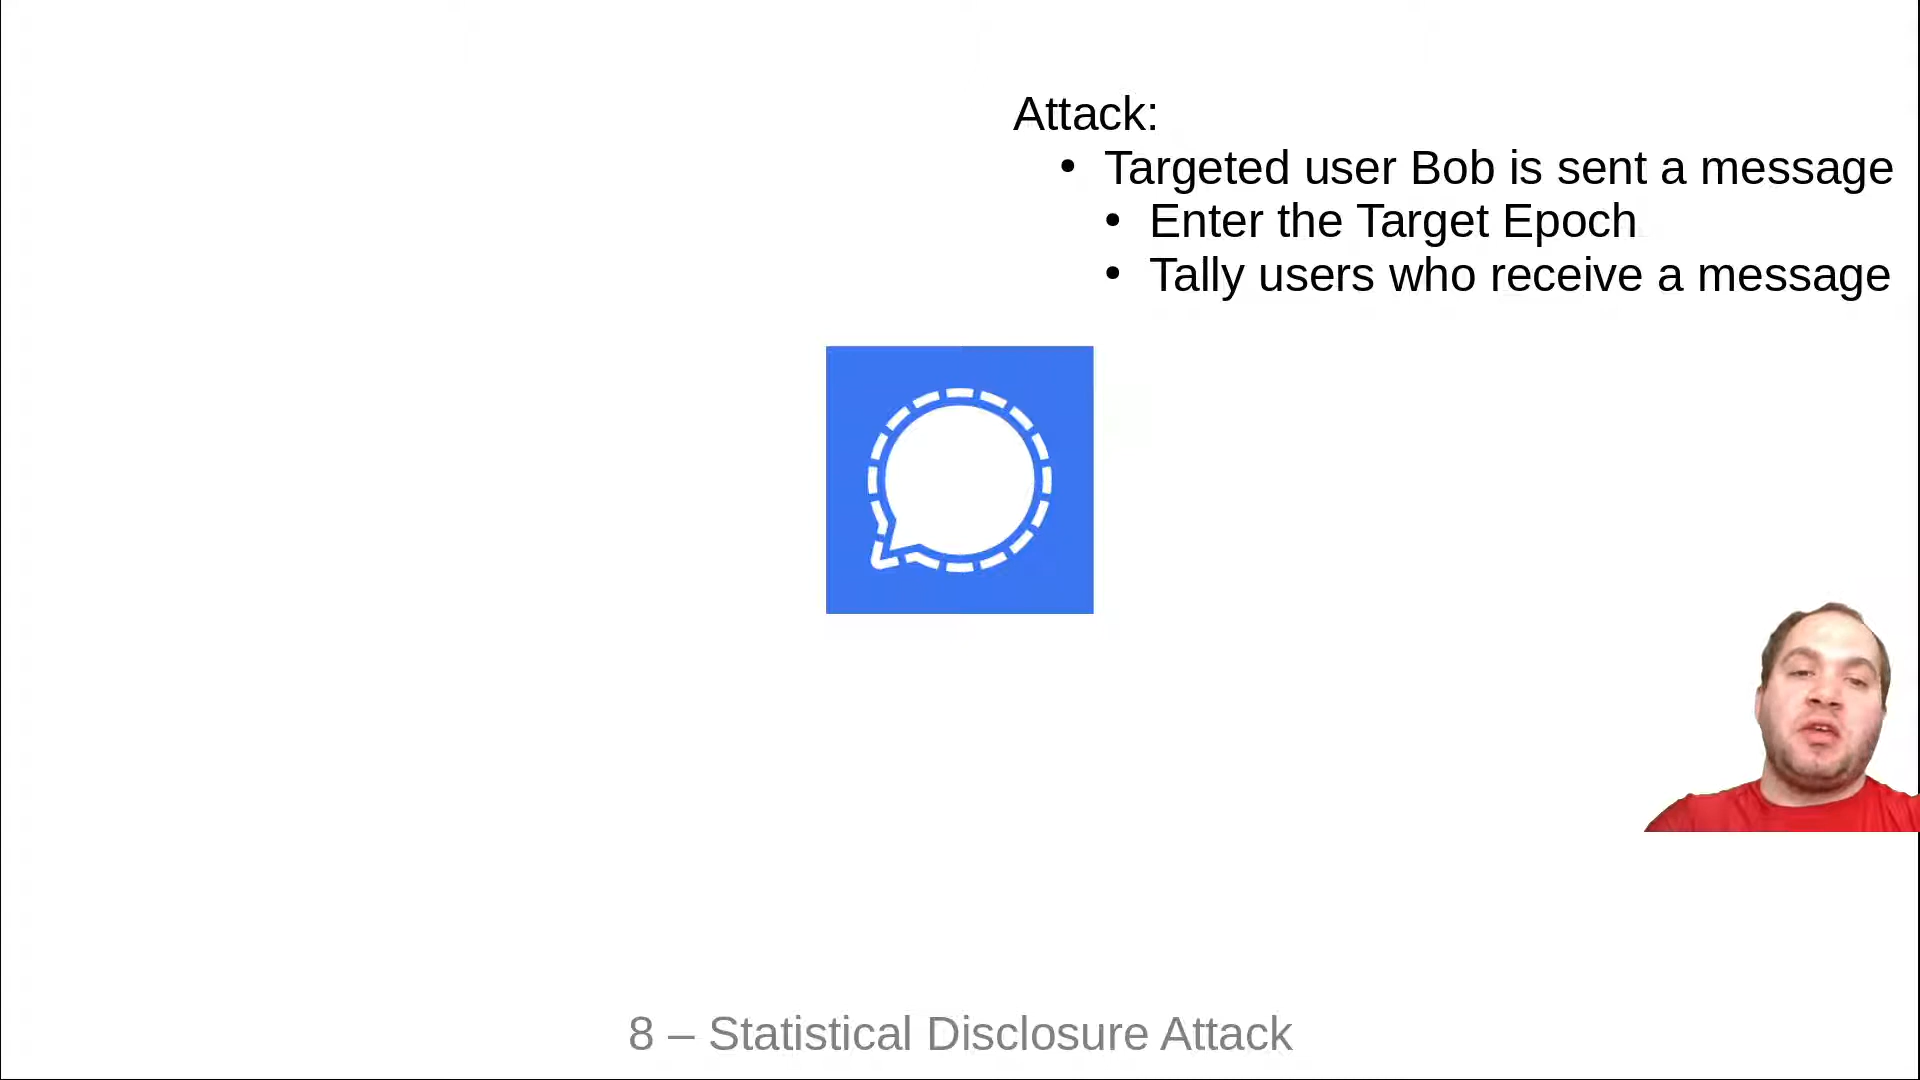 Attack:
• Targeted user Bob is sent a message
• Enter the Target Epoch
• Tally users who receive a message
8 – Statistical Disclosure Attack